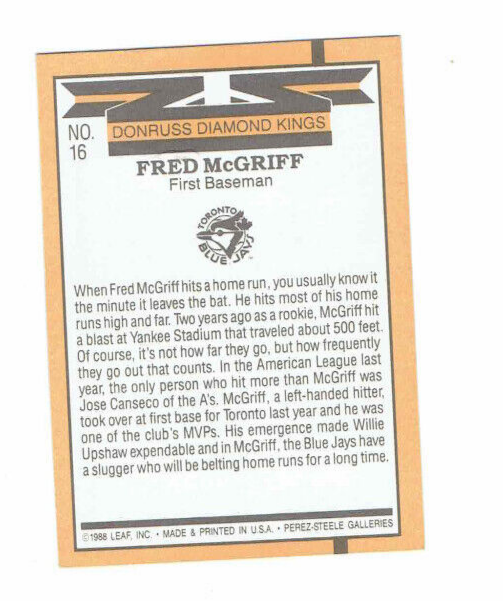 NO.
16
DONRUSS DIAMOND KINGS
FRED McGRIFF
First Baseman
TORONTO
BLUE JAYS
When Fred McGriff hits a home run, you usually know it
the minute it leaves the bat. He hits most of his home
runs high and far. Two years ago as a rookie, McGriff hit
a blast at Yankee Stadium that traveled about 500 feet.
Of course, it's not how far they go, but how frequently
they go out that counts. In the American League last
year, the only person who hit more than McGriff was
Jose Canseco of the A's. McGriff, a left-handed hitter,
took over at first base for Toronto last year and he was
one of the club's MVPs. His emergence made Willie
Upshaw expendable and in McGriff, the Blue Jays have
a slugger who will be belting home runs for a long time.
©1988 LEAF, INC. • MADE & PRINTED IN U.S.A. • PEREZ-STEELE GALLERIES